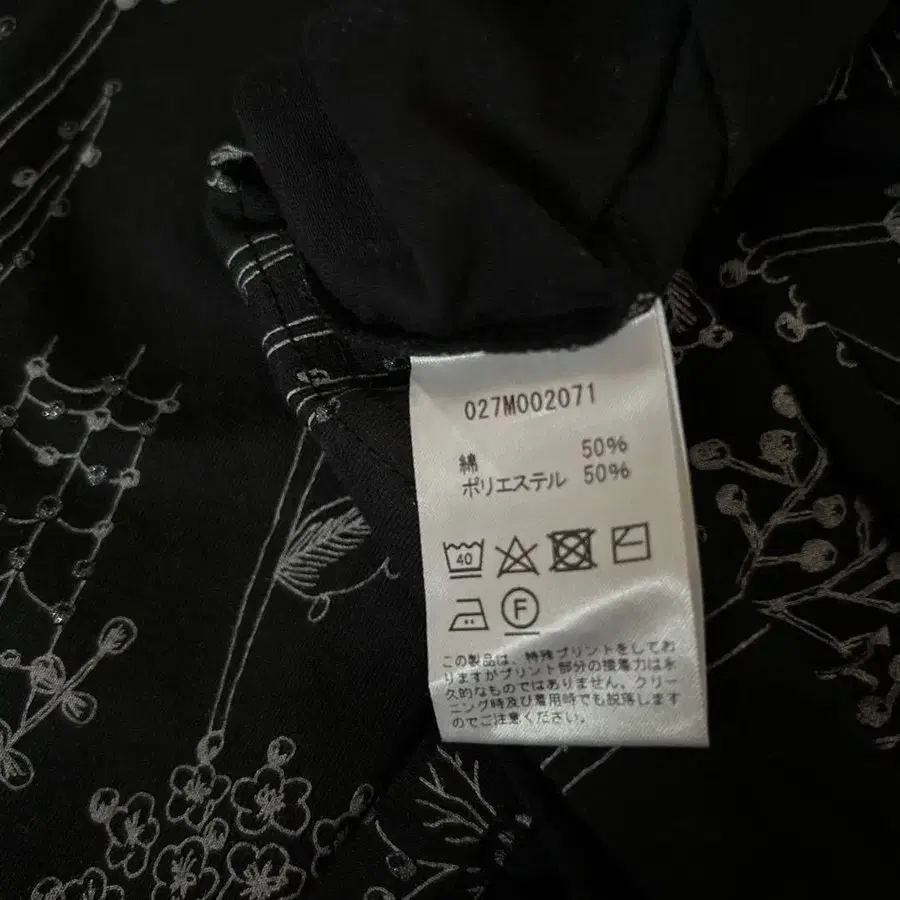 027M002071
綿 50%
ポリエステル 50%
40
F
この製品は、特殊プリントをしてお
りますがプリント部分の接着力は永
久的なものではありません。クリー
ニング時及び着用時でも脱落します
のでご注意ください。